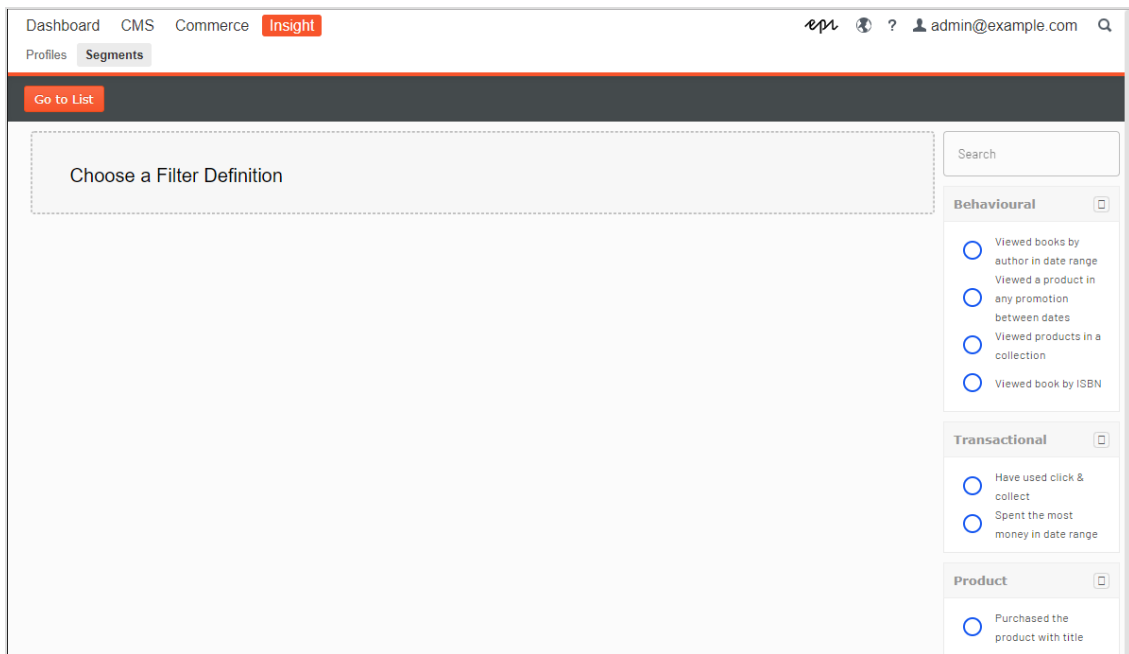 Dashboard CMS Commerce Insight epi ? admin@example.com
Profiles Segments
Go to List
Choose a Filter Definition
Search
Behavioural
Viewed books by
author in date range
Viewed a product in
any promotion
between dates
Viewed products in a
collection
Viewed book by ISBN
Transactional
Have used click &
collect
Spent the most
money in date range
Product
Purchased the
product with title